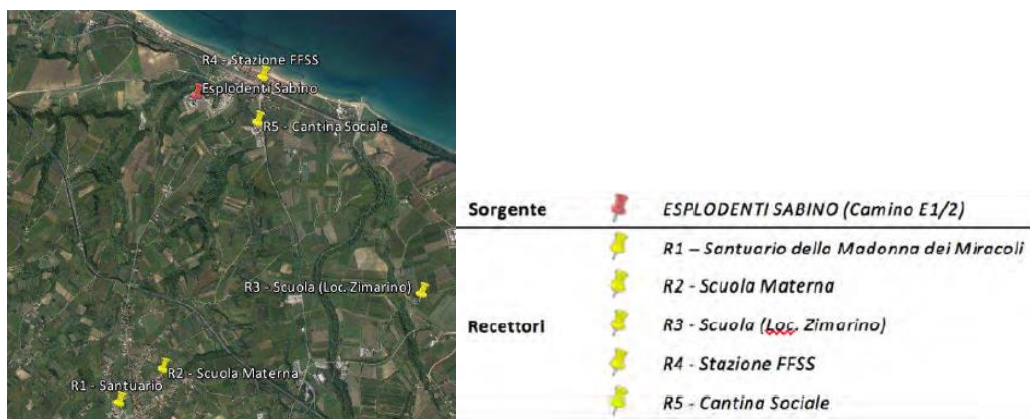 R4 - Stazione FFSS
Esplodenti Sabino
R5 - Cantina Sociale
R3 - Scuola (Loc. Zimarino)
R2 - Scuola Materna
R1 - Santuario
Sorgente
ESPLODENTI SABINO (Camino E1/2)
R1 – Santuario della Madonna dei Miracoli
R2 - Scuola Materna
Recettori
R3 - Scuola (Loc. Zimarino)
R4 - Stazione FFSS
R5 - Cantina Sociale